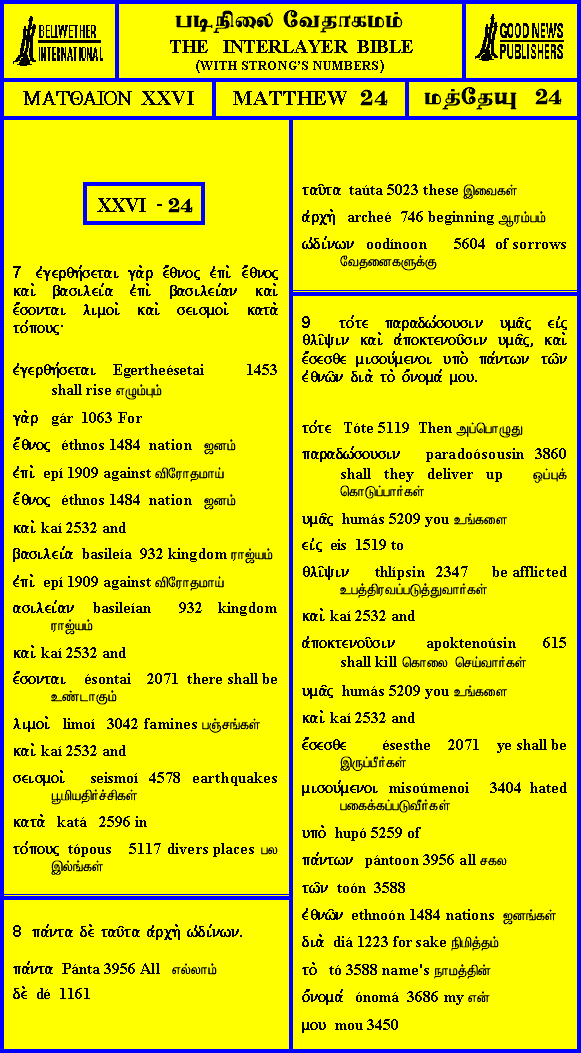 BELLWETHER
INTERNATIONAL
படிநிலை வேதாகமம்
THE INTERLAYER BIBLE
(WITH STRONG'S NUMBERS)
GOOD NEWS
PUBLISHERS
ΜΑΤΘΑΙΟΝ XXVI
MATTHEW 24
மத்தேயு 24
XXVI - 24
7 ἐγερθήσεται γὰρ ἔθνος ἐπὶ ἔθνος
καὶ βασιλεία ἐπὶ βασιλείαν καὶ
ἔσονται λιμοὶ καὶ σεισμοὶ κατὰ
τόπους·
ἐγερθήσεται Egertheésetai 1453
shall rise எழும்பும்
γὰρ gár 1063 For
ἔθνος éthnos 1484 nation ஜனம்
ἐπὶ epí 1909 against விரோதமாய்
ἔθνος éthnos 1484 nation ஜனம்
καὶ kaí 2532 and
βασιλεία basileía 932 kingdom ராஜ்யம்
ἐπὶ epí 1909 against விரோதமாய்
ασιλείαν basileían 932 kingdom
ராஜ்யம்
καὶ kaí 2532 and
ἔσονται ésontai 2071 there shall be
உண்டாகும்
λιμοὶ limoí 3042 famines பஞ்சங்கள்
καὶ kaí 2532 and
σεισμοὶ seismoí 4578 earthquakes
பூமியதிர்ச்சிகள்
κατὰ katá 2596 in
τόπους tópous 5117 divers places பல
இல்ங்கள்
8 πάντα δὲ ταῦτα ἀρχὴ ὠδίνων.
πάντα Pánta 3956 All எல்லாம்
δὲ dé 1161
ταῦτα taúta 5023 these இவைகள்
ἀρχὴ archeé 746 beginning ஆரம்பம்
ὠδίνων oodínoon 5604 of sorrows
வேதனைகளுக்கு
9 τότε παραδώσουσιν υμᾶς εἰς
θλῖψιν καὶ ἀποκτενοῦσιν υμᾶς, καὶ
ἔσεσθε μισούμενοι υπὸ πάντων τῶν
ἐθνῶν διὰ τὸ ὄνομά μου.
τότε Tóte 5119 Then அப்பொழுது
παραδώσουσιν paradoósousin 3860
shall they deliver up ஒப்புக்
கொடுப்பார்கள்
υμᾶς humás 5209 you உங்களை
εἰς eis 1519 to
θλῖψιν thlípsin 2347 be afflicted
உபத்திரவப்படுத்துவார்கள்
καὶ kaí 2532 and
ἀποκτενοῦσιν apoktenoúsin 615
shall kill கொலை செய்வார்கள்
υμᾶς humás 5209 you உங்களை
καὶ kaí 2532 and
ἔσεσθε ésesthe 2071 ye shall be
இருப்பீர்கள்
μισούμενοι misoúmenoi 3404 hated
பகைக்கப்படுவீர்கள்
υπὸ hupó 5259 of
πάντων pántoon 3956 all சகல
τῶν toón 3588
ἐθνῶν ethnoón 1484 nations ஜனங்கள்
διὰ diá 1223 for sake நிமித்தம்
τὸ tó 3588 name's நாமத்தின்
ὄνομά ónomá 3686 my என்
μου mou 3450